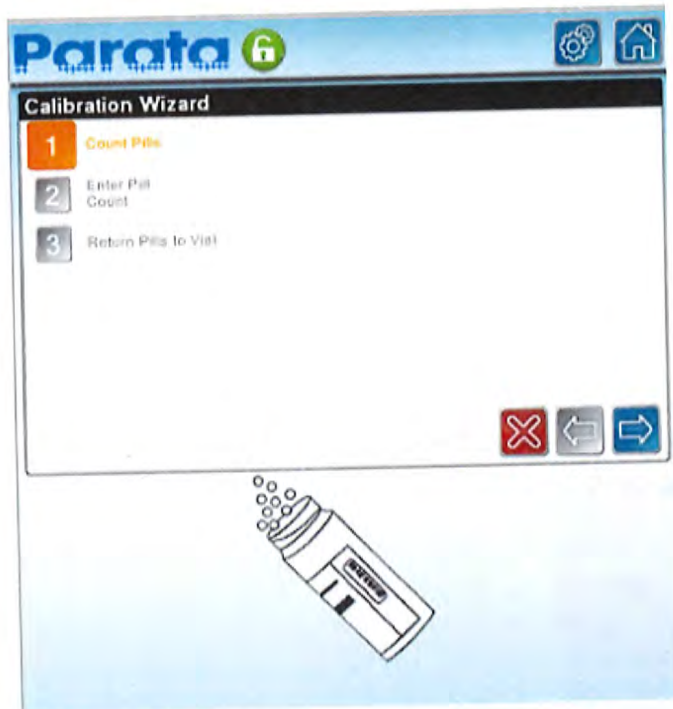 Parata
Calibration Wizard
1 Count Pills
2 Enter Pill
Count
3 Return Pills to Vial